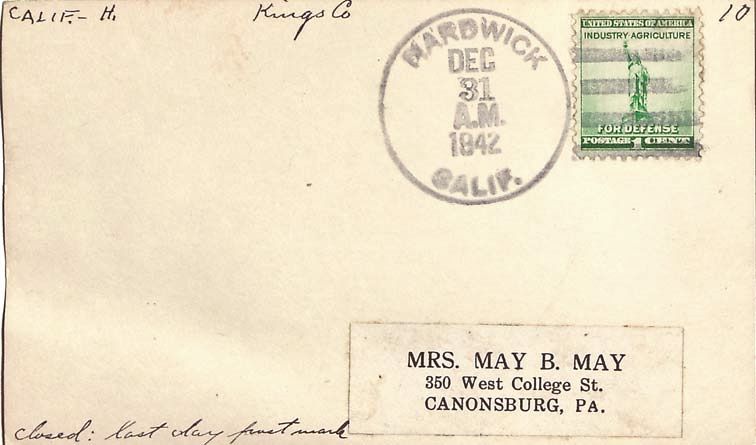 CALIF.- H.
Kings Co
10
HARDWICK
DEC
31
A.M.
1942
CALIF.
UNITED STATES OF AMERICA
INDUSTRY AGRICULTURE
FOR DEFENSE
POSTAGE 1 CENT
MRS. MAY B. MAY
350 West College St.
CANONSBURG, PA.
closed: last day postmark